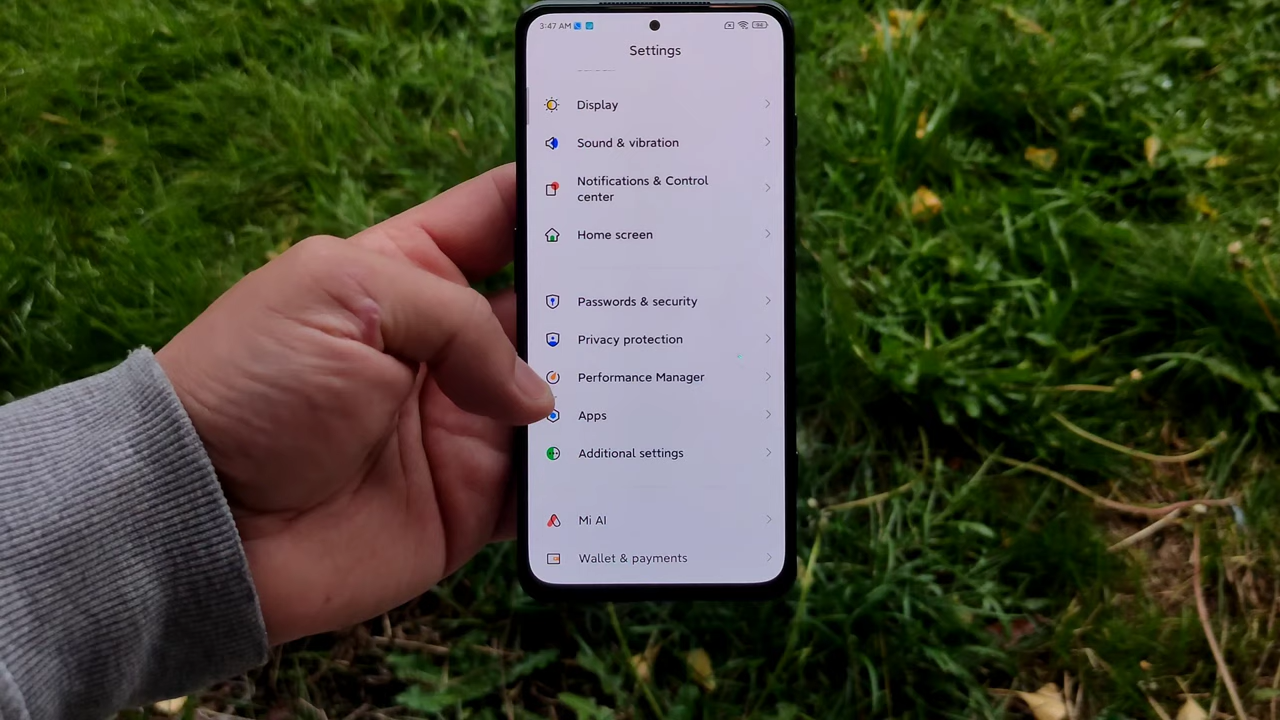 3:47 AM
94
Settings
Display
Sound & vibration
Notifications & Control
center
Home screen
Passwords & security
Privacy protection
Performance Manager
Apps
Additional settings
Mi AI
Wallet & payments